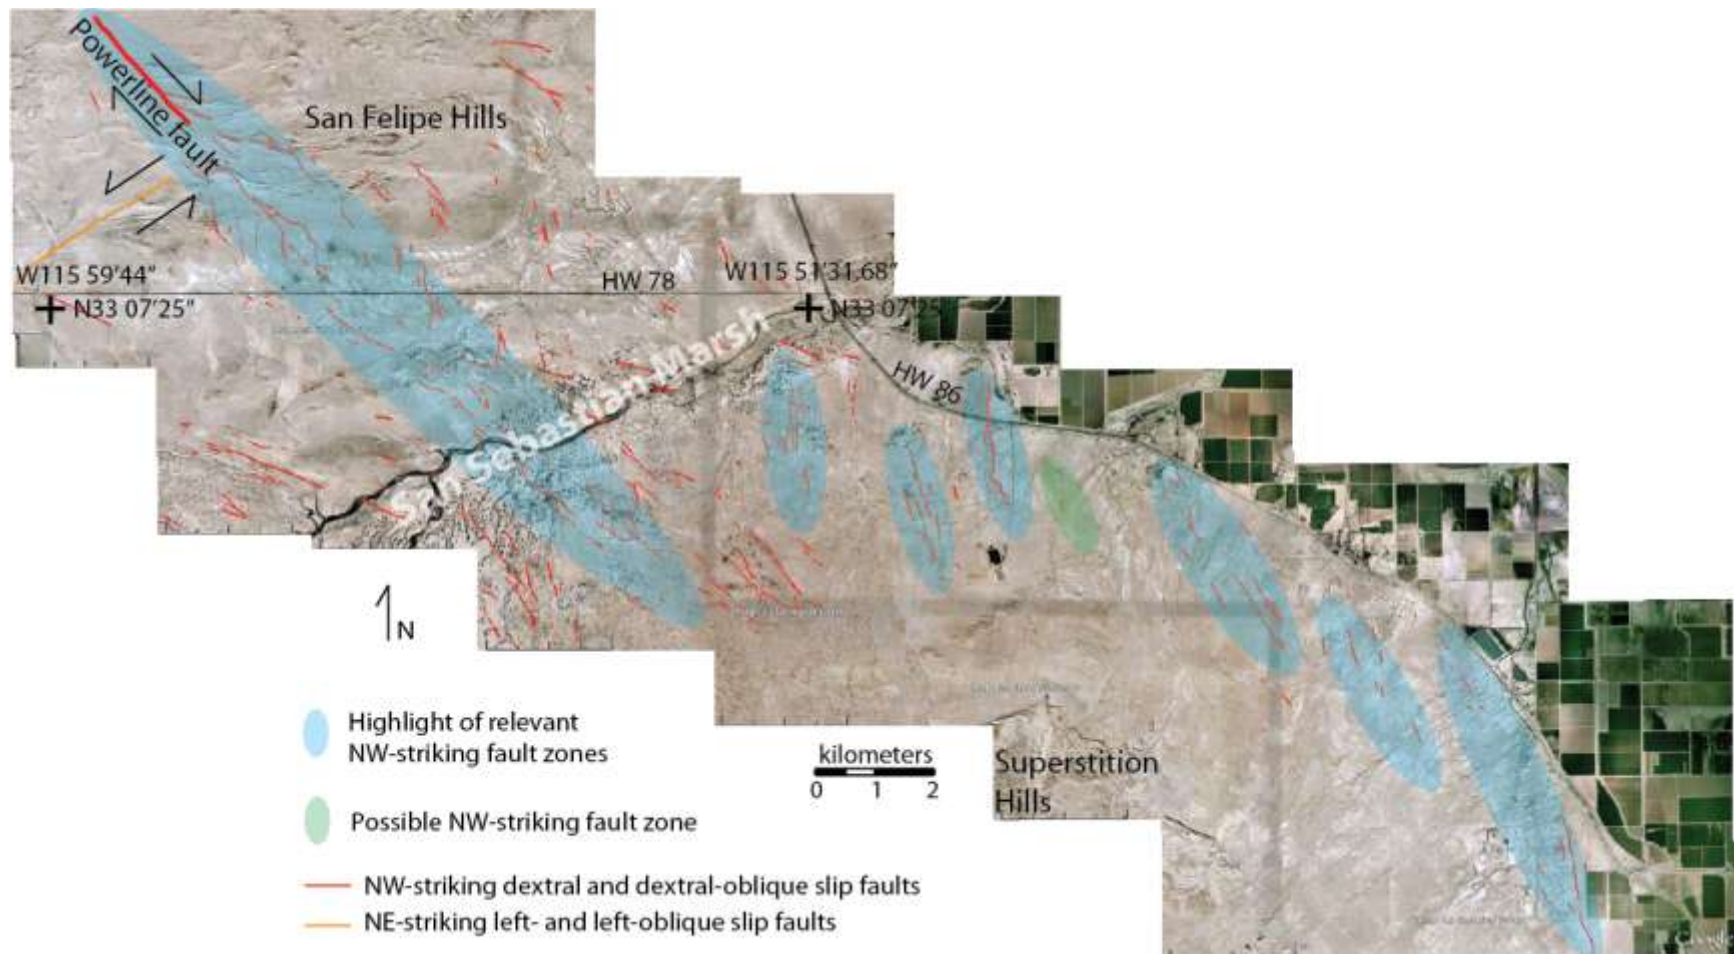 Powerline fault
San Felipe Hills
W115 59'44"
N33 07'25"
HW 78
W115 51'31,68"
N33 07'25
San Sebastian Marsh
HW 86
N
Highlight of relevant
NW-striking fault zones
Possible NW-striking fault zone
NW-striking dextral and dextral-oblique slip faults
NE-striking left- and left-oblique slip faults
kilometers
0 1 2
Superstition
Hills
Google